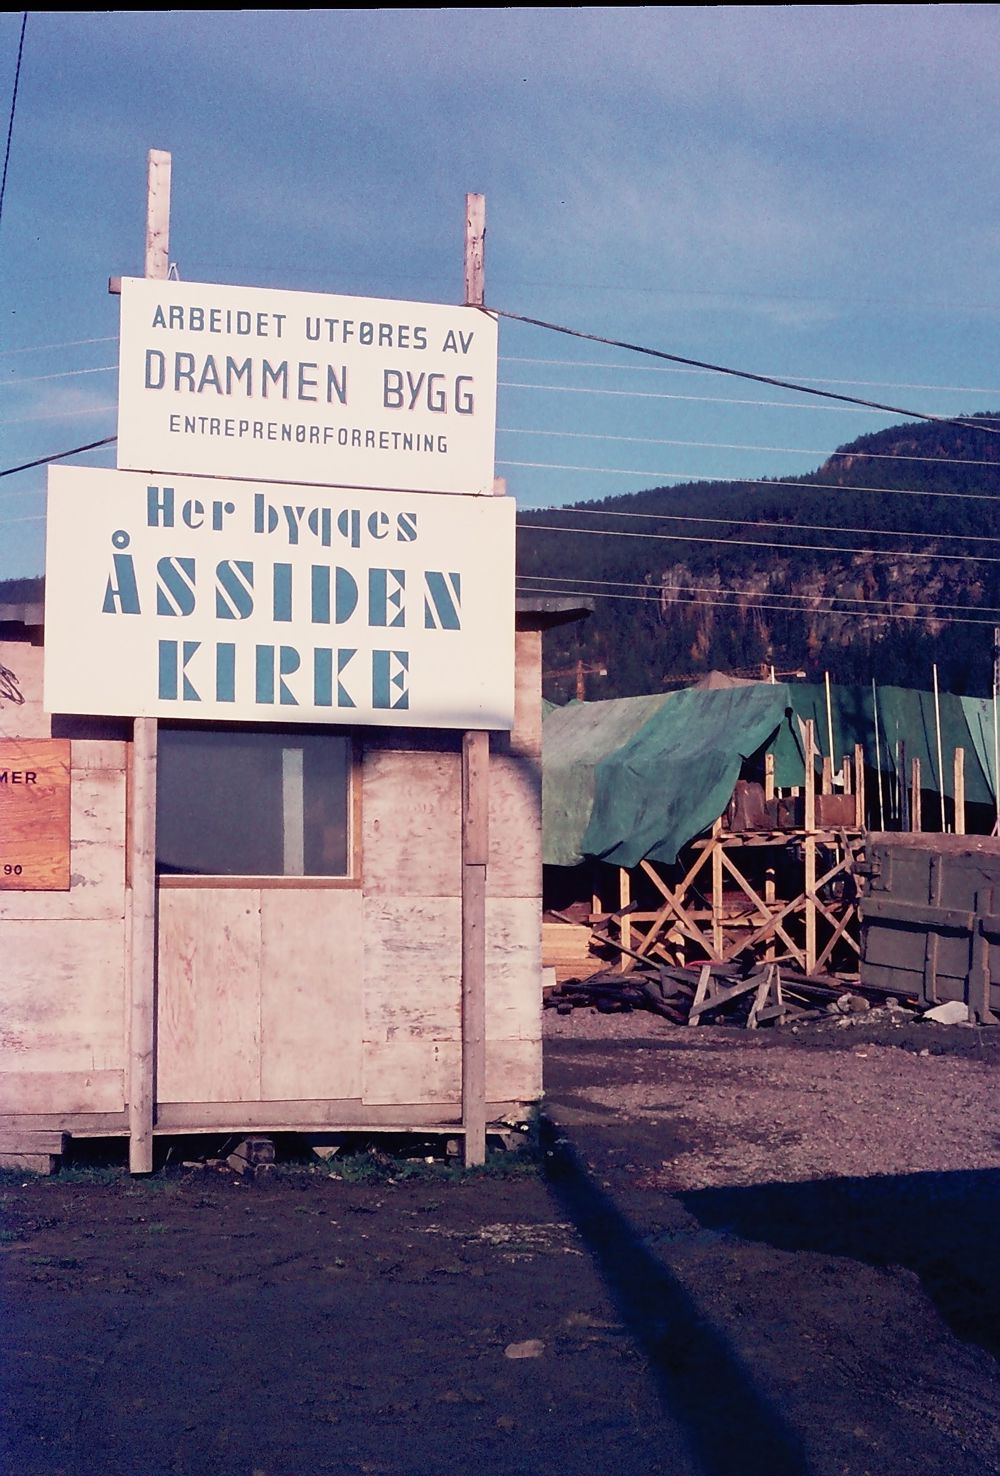 ARBEIDET UTFØRES AV
DRAMMEN BYGG
ENTREPRENØRFORRETNING
Her bygges
ÅSSIDEN
KIRKE
MER
90